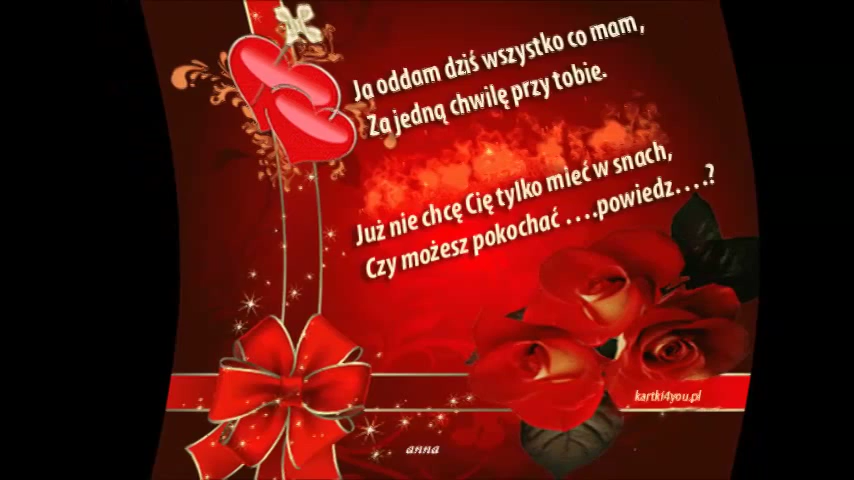 Ja oddam dziś wszystko co mam,
Za jedną chwilę przy tobie.
Już nie chcę Cię tylko mieć w snach,
Czy możesz pokochać ....powiedz....?
kartki4you.pl
anna